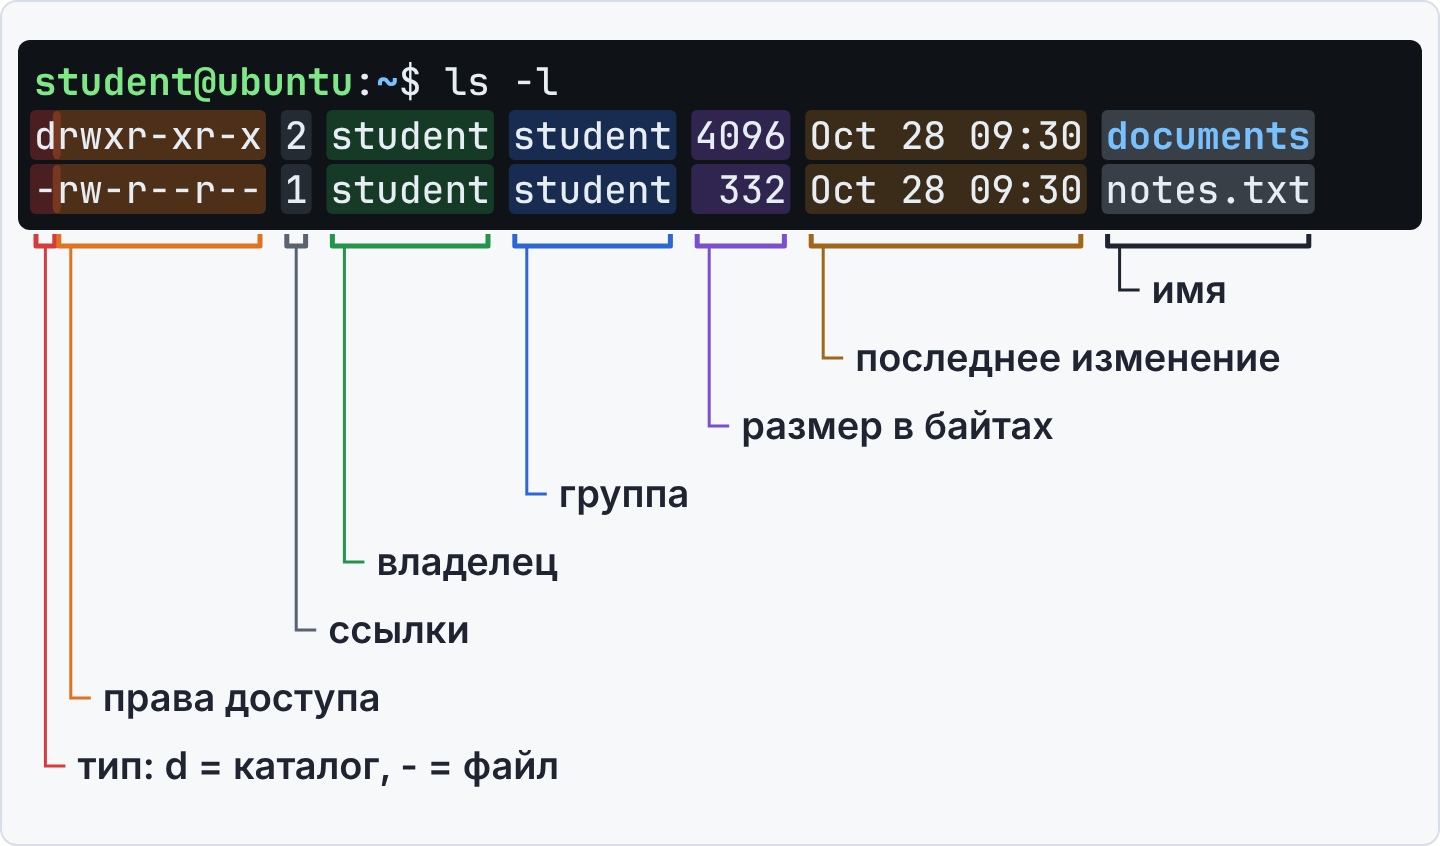 student@ubuntu:~$ ls -l
drwxr-xr-x 2 student student 4096 Oct 28 09:30 documents
-rw-r--r-- 1 student student 332 Oct 28 09:30 notes.txt
имя
последнее изменение
размер в байтах
группа
владелец
ссылки
права доступа
тип: d = каталог, - = файл